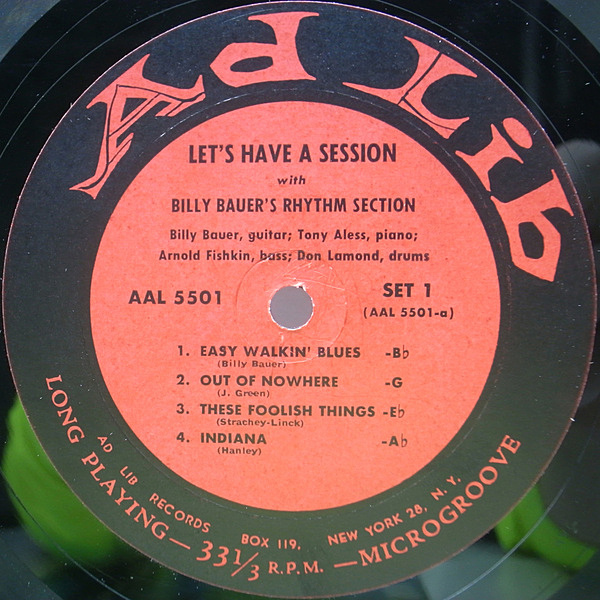 Ad Lib
LET'S HAVE A SESSION
with
BILLY BAUER'S RHYTHM SECTION
Billy Bauer, guitar; Tony Aless, piano;
Arnold Fishkin, bass; Don Lamond, drums
AAL 5501
SET 1
(AAL 5501-a)
1. EASY WALKIN' BLUES -B♭
(Billy Bauer)
2. OUT OF NOWHERE -G
(J. Green)
3. THESE FOOLISH THINGS -E♭
(Strachey-Linck)
4. INDIANA -A♭
(Hanley)
AD LIB RECORDS BOX 119, NEW YORK 28, N.Y.
LONG PLAYING—33 1/3 R.P.M. —MICROGROOVE